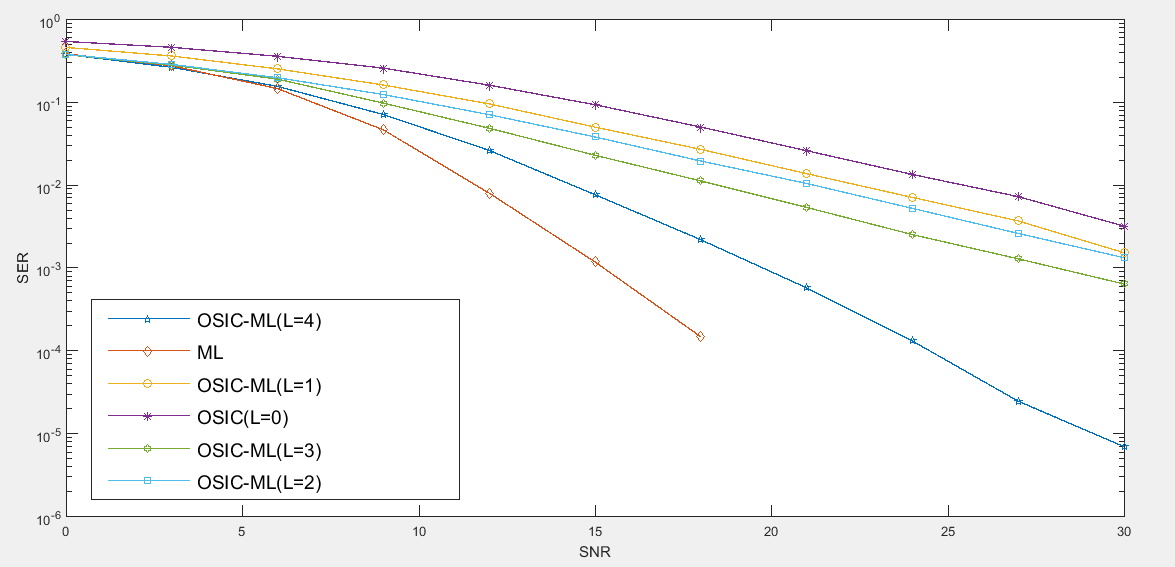 10^0
10^-1
10^-2
10^-3
10^-4
10^-5
10^-6
SER
OSIC-ML(L=4)
ML
OSIC-ML(L=1)
OSIC(L=0)
OSIC-ML(L=3)
OSIC-ML(L=2)
0 5 10 15 20 25 30
SNR